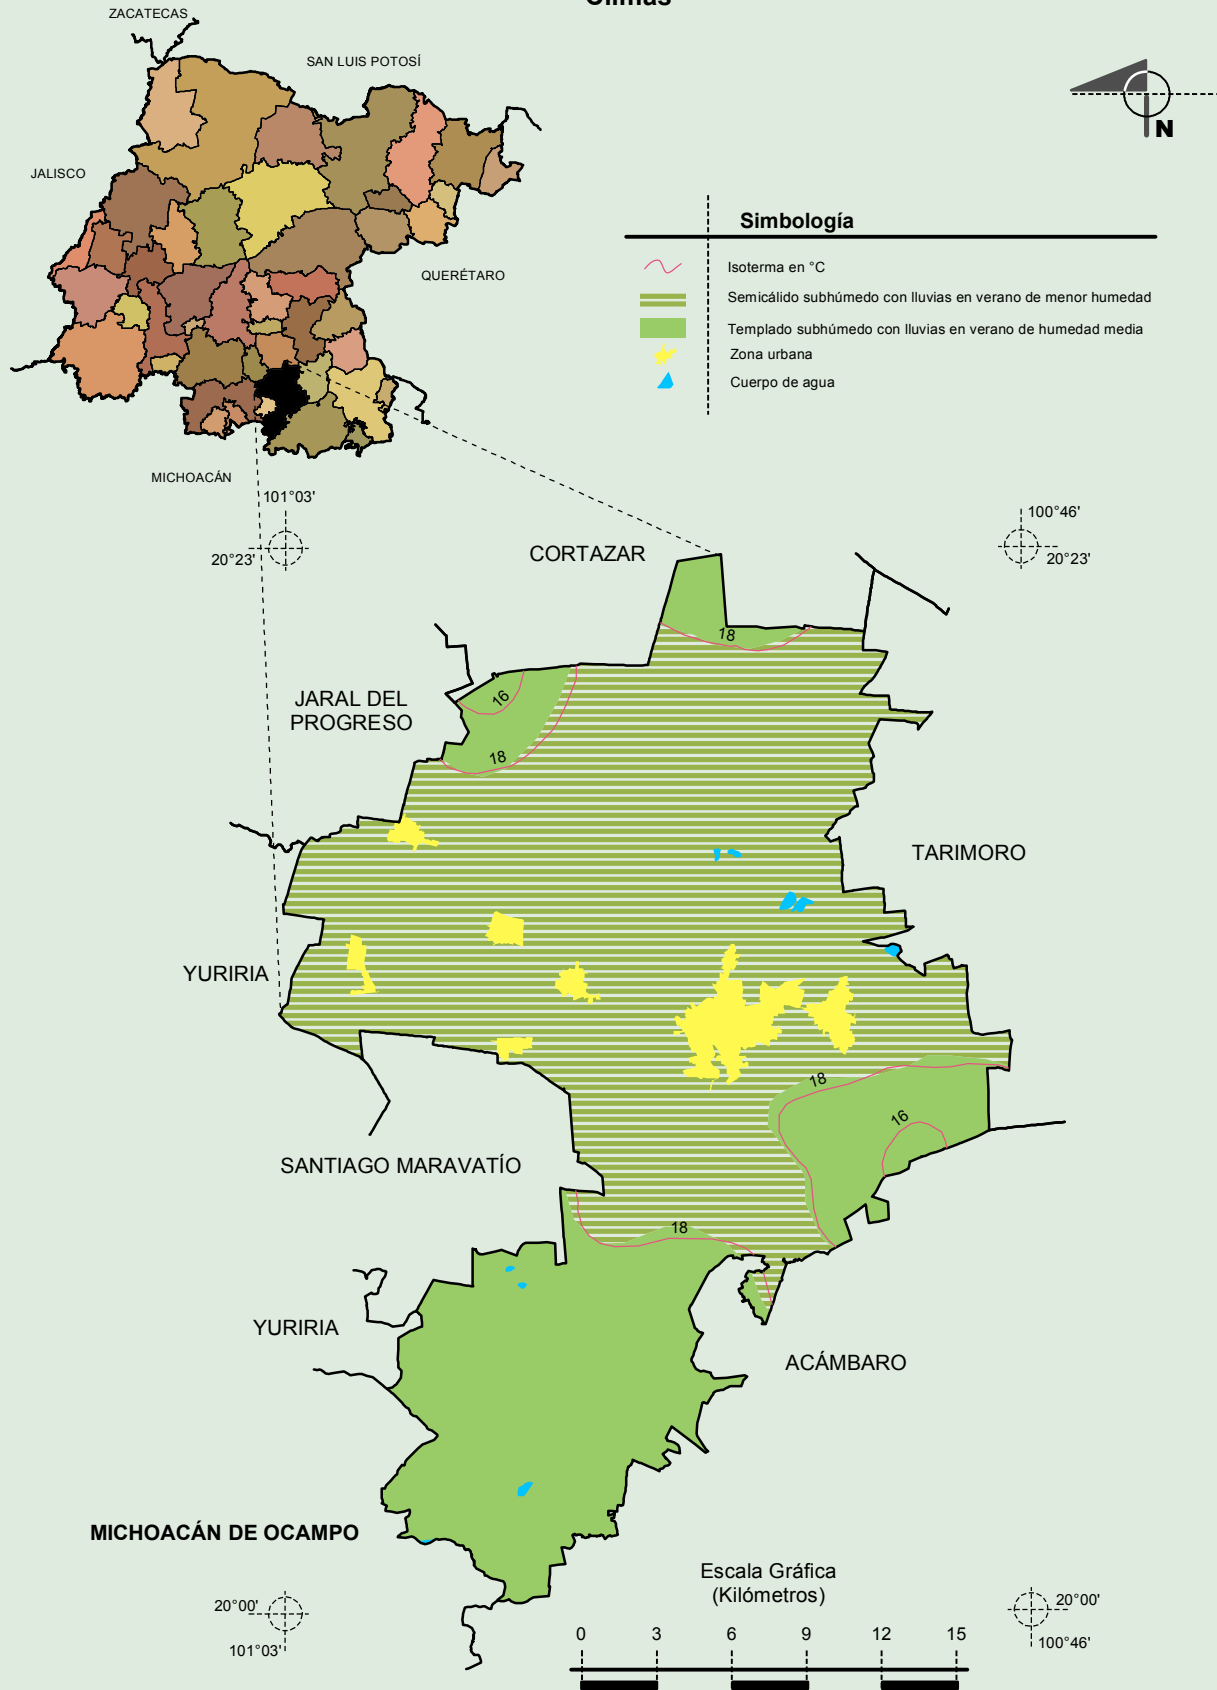 Climas
ZACATECAS
SAN LUIS POTOSÍ
JALISCO
QUERÉTARO
MICHOACÁN
N
Simbología
Isoterma en °C
Semicálido subhúmedo con lluvias en verano de menor humedad
Templado subhúmedo con lluvias en verano de humedad media
Zona urbana
Cuerpo de agua
101°03'
20°23'
100°46'
20°23'
CORTAZAR
18
JARAL DEL
PROGRESO
16
18
TARIMORO
YURIRIA
18
16
SANTIAGO MARAVATÍO
18
YURIRIA
ACÁMBARO
MICHOACÁN DE OCAMPO
Escala Gráfica
(Kilómetros)
20°00'
101°03'
20°00'
100°46'
0 3 6 9 12 15